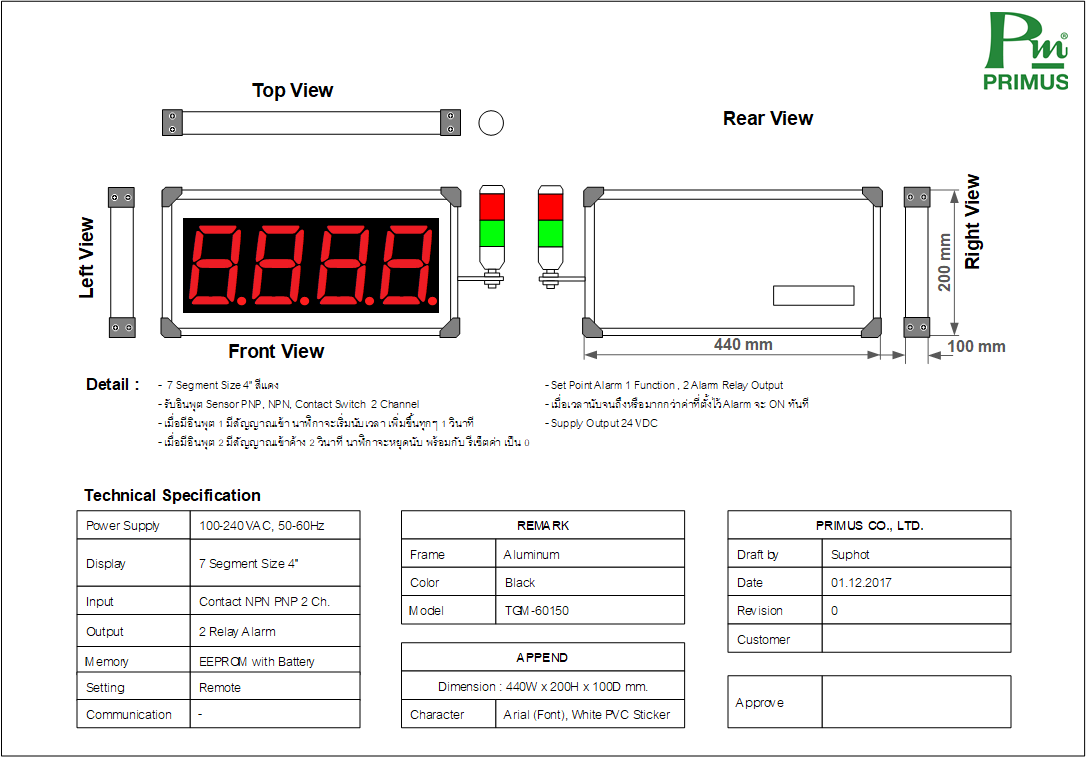 Pm®
PRIMUS
Top View
Rear View
Left View
Right View
8.8.8.8.
200 mm
440 mm
100 mm
Front View
Detail :
- 7 Segment Size 4" สีแดง
- รับอินพุต Sensor PNP, NPN, Contact Switch 2 Channel
- เมื่อมีอินพุต 1 มีสัญญาณเข้า นาฬิกาจะเริ่มนับเวลา เพิ่มขึ้นทุกๆ 1 วินาที
- เมื่อมีอินพุต 2 มีสัญญาณเข้าค้าง 2 วินาที นาฬิกาจะหยุดนับ พร้อมกับ รีเซ็ตค่า เป็น 0
- Set Point Alarm 1 Function , 2 Alarm Relay Output
- เมื่อเวลานับจนถึงหรือมากกว่าค่าที่ตั้งไว้ Alarm จะ ON ทันที
- Supply Output 24 VDC
Technical Specification
Power Supply 100-240 VAC, 50-60Hz
Display 7 Segment Size 4"
Input Contact NPN PNP 2 Ch.
Output 2 Relay Alarm
Memory EEPROM with Battery
Setting Remote
Communication -
REMARK
Frame Aluminum
Color Black
Model TGM-60150
APPEND
Dimension : 440W x 200H x 100D mm.
Character Arial (Font), White PVC Sticker
PRIMUS CO., LTD.
Draft by Suphot
Date 01.12.2017
Revision 0
Customer
Approve